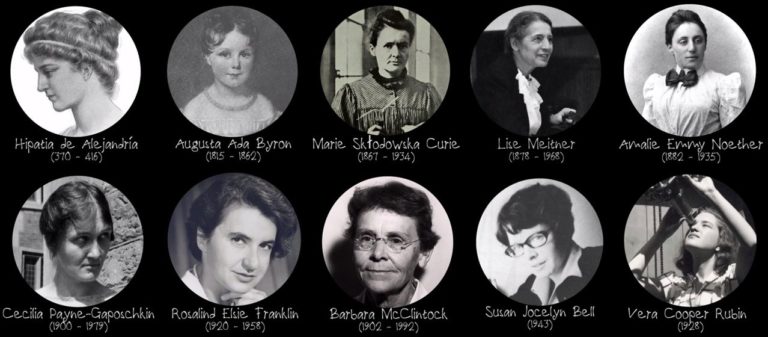 Hipatia de Alejandría
(370 - 416)
Augusta Ada Byron
(1815 - 1862)
Marie Skłodowska Curie
(1867 - 1934)
Lise Meitner
(1878 - 1968)
Amalie Emmy Noether
(1882 - 1935)
Cecilia Payne-Gaposchkin
(1900 - 1979)
Rosalind Elsie Franklin
(1920 - 1958)
Barbara McClintock
(1902 - 1992)
Susan Jocelyn Bell
(1943)
Vera Cooper Rubin
(1928)